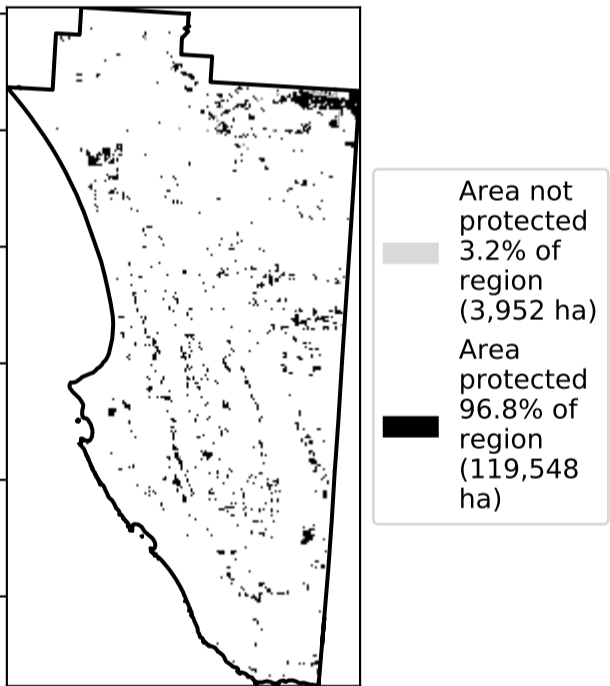 Area not
protected
3.2% of
region
(3,952 ha)
Area
protected
96.8% of
region
(119,548
ha)